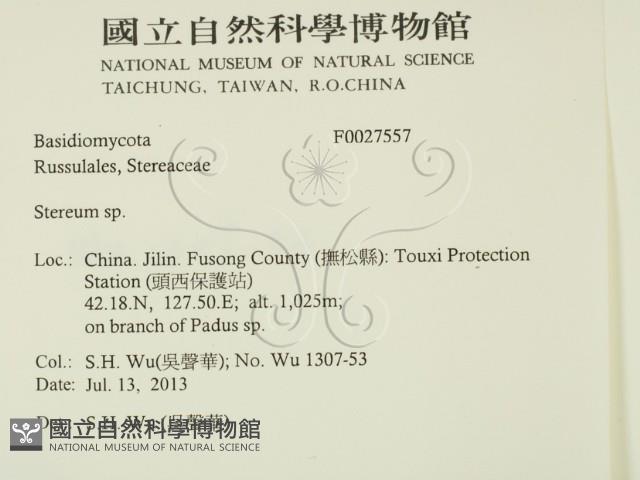 國立自然科學博物館
NATIONAL MUSEUM OF NATURAL SCIENCE
TAICHUNG, TAIWAN, R.O.CHINA
Basidiomycota F0027557
Russulales, Stereaceae
Stereum sp.
Loc.: China. Jilin. Fusong County (撫松縣): Touxi Protection
Station (頭西保護站)
42.18.N, 127.50.E; alt. 1,025m;
on branch of Padus sp.
Col.: S.H. Wu(吳聲華); No. Wu 1307-53
Date: Jul. 13, 2013
S.H. Wu (吳聲華)
國立自然科學博物館
NATIONAL MUSEUM OF NATURAL SCIENCE